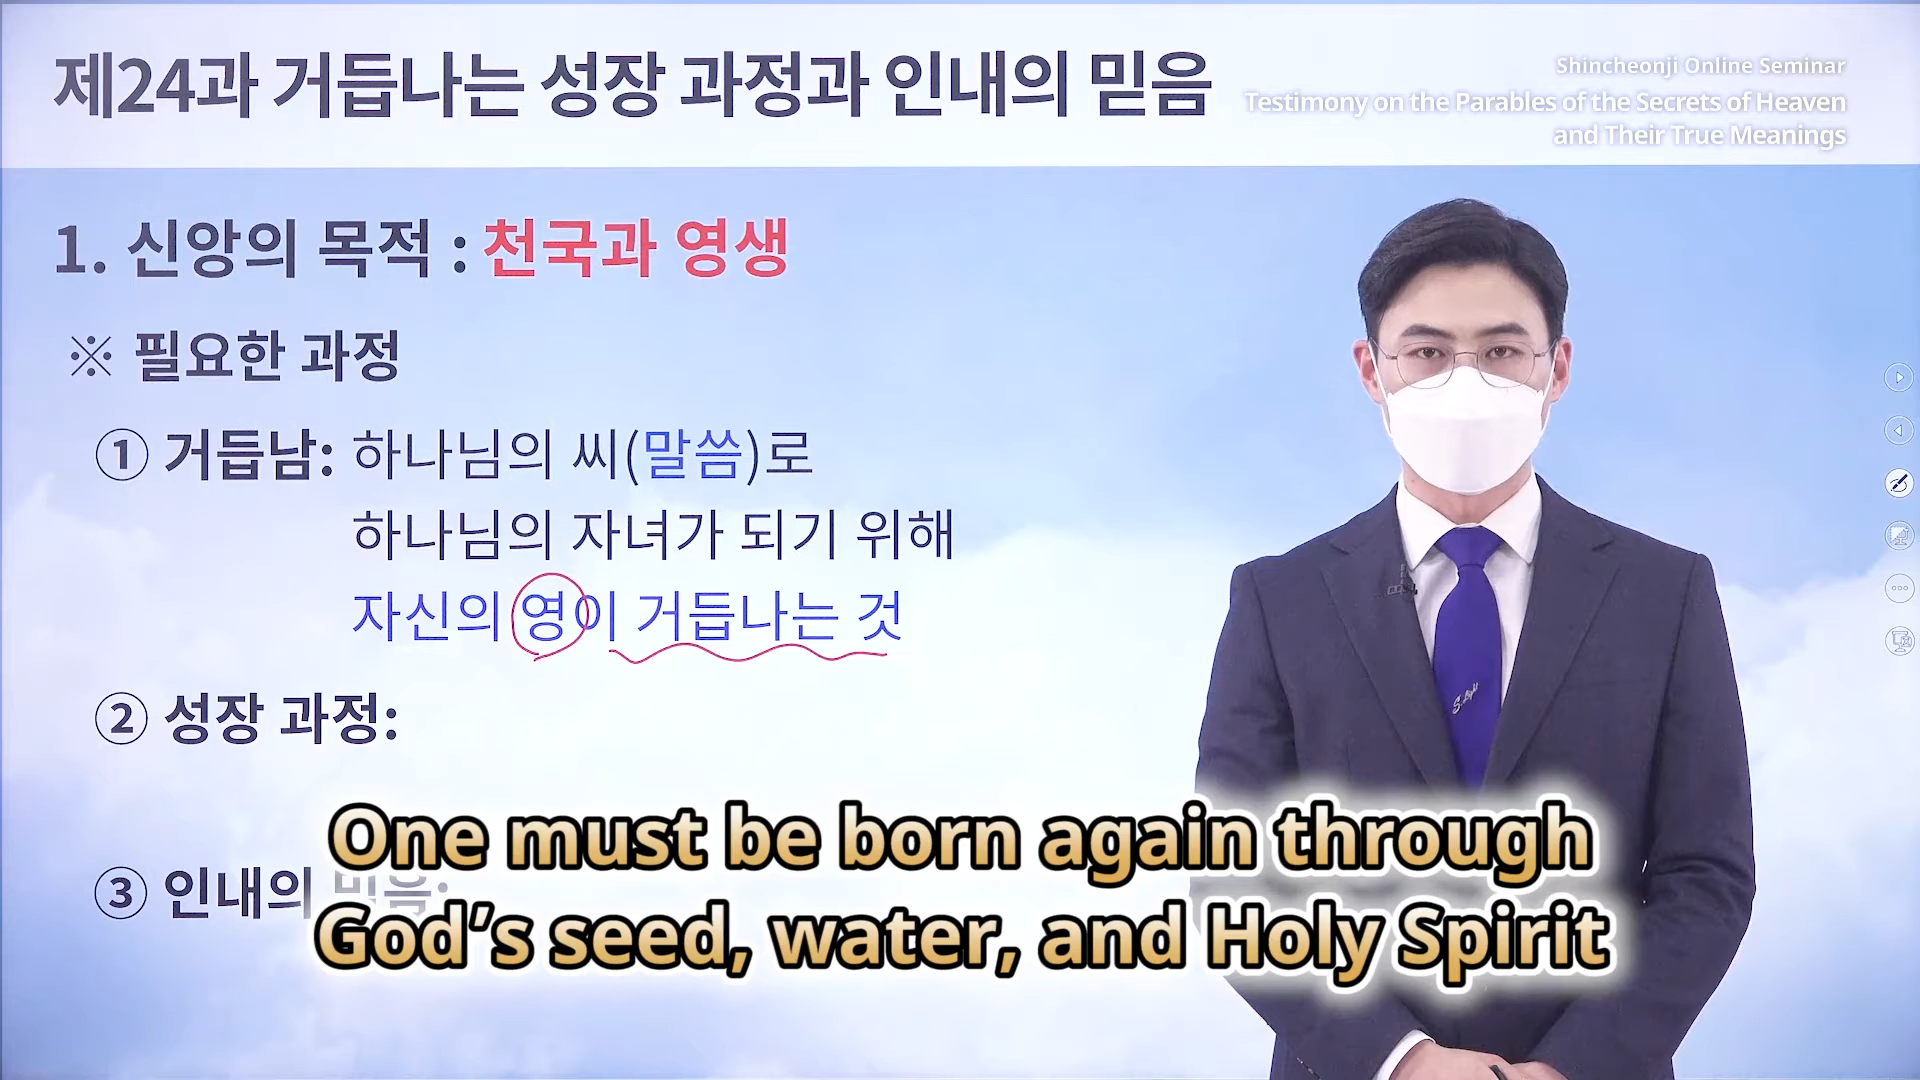 제24과 거듭나는 성장 과정과 인내의 믿음
Shincheonji Online Seminar
Testimony on the Parables of the Secrets of Heaven
and Their True Meanings
1. 신앙의 목적 : 천국과 영생
※ 필요한 과정
① 거듭남: 하나님의 씨(말씀)로
하나님의 자녀가 되기 위해
자신의 영이 거듭나는 것
② 성장 과정:
③ 인내의 믿음:
One must be born again through
God's seed, water, and Holy Spirit
S.Light